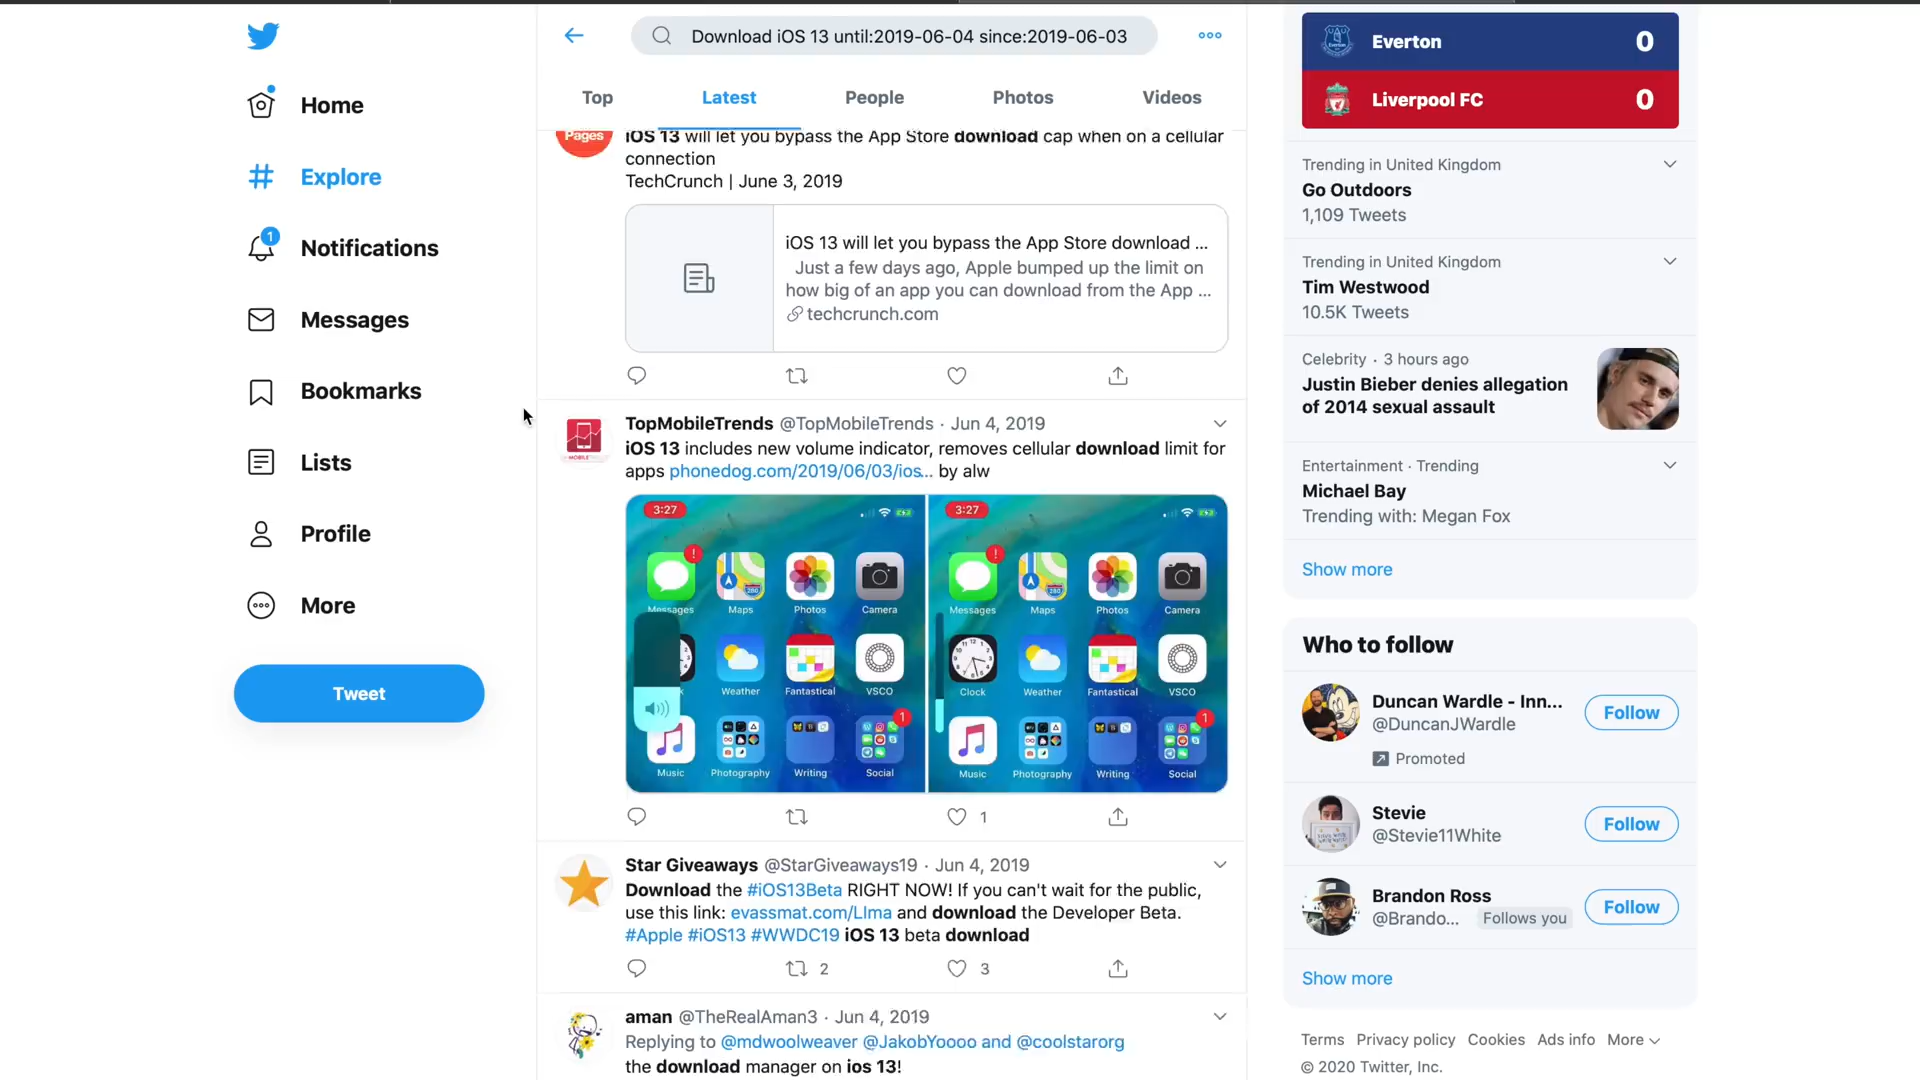 Home
Explore
1
Notifications
Messages
Bookmarks
Lists
Profile
More
Tweet
Download iOS 13 until:2019-06-04 since:2019-06-03
Top
Latest
People
Photos
Videos
Pages
iOS 13 will let you bypass the App Store download cap when on a cellular
connection
TechCrunch | June 3, 2019
iOS 13 will let you bypass the App Store download ...
Just a few days ago, Apple bumped up the limit on
how big of an app you can download from the App ...
techcrunch.com
TopMobileTrends @TopMobileTrends · Jun 4, 2019
iOS 13 includes new volume indicator, removes cellular download limit for
apps phonedog.com/2019/06/03/ios... by alw
3:27
Messages
Maps
Photos
Camera
Weather
Fantastical
VSCO
1
Music
Photography
Writing
Social
3:27
Messages
Maps
Photos
Camera
Clock
Weather
Fantastical
VSCO
1
Music
Photography
Writing
Social
1
Star Giveaways @StarGiveaways19 · Jun 4, 2019
Download the #iOS13Beta RIGHT NOW! If you can't wait for the public,
use this link: evassmat.com/LIma and download the Developer Beta.
#Apple #iOS13 #WWDC19 iOS 13 beta download
2
3
aman @TheRealAman3 · Jun 4, 2019
Replying to @mdwoolweaver @JakobYoooo and @coolstarorg
the download manager on ios 13!
Everton 0
Liverpool FC 0
Trending in United Kingdom
Go Outdoors
1,109 Tweets
Trending in United Kingdom
Tim Westwood
10.5K Tweets
Celebrity · 3 hours ago
Justin Bieber denies allegation
of 2014 sexual assault
Entertainment · Trending
Michael Bay
Trending with: Megan Fox
Show more
Who to follow
Duncan Wardle - Inn...
@DuncanJWardle
Follow
Promoted
Stevie
@Stevie11White
Follow
Brandon Ross
@Brando... Follows you
Follow
Show more
Terms Privacy policy Cookies Ads info More
© 2020 Twitter, Inc.